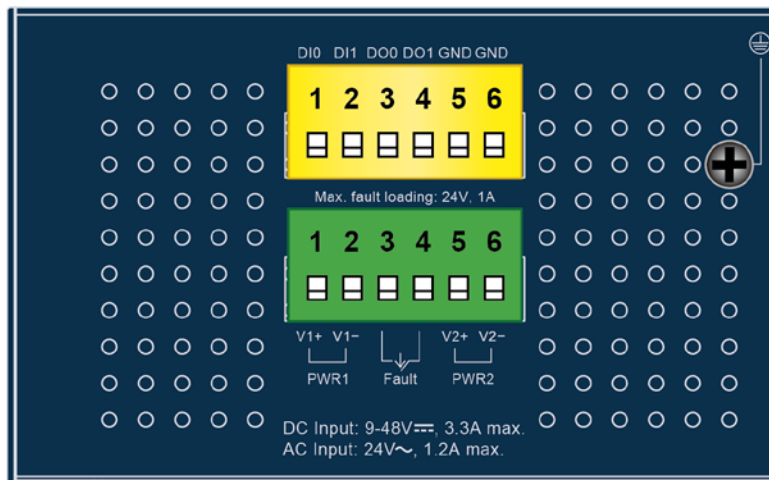 DI0 DI1 DO0 DO1 GND GND
1 2 3 4 5 6
Max. fault loading: 24V, 1A
1 2 3 4 5 6
V1+ V1− V2+ V2−
PWR1 Fault PWR2
DC Input: 9-48V⎓, 3.3A max.
AC Input: 24V~, 1.2A max.